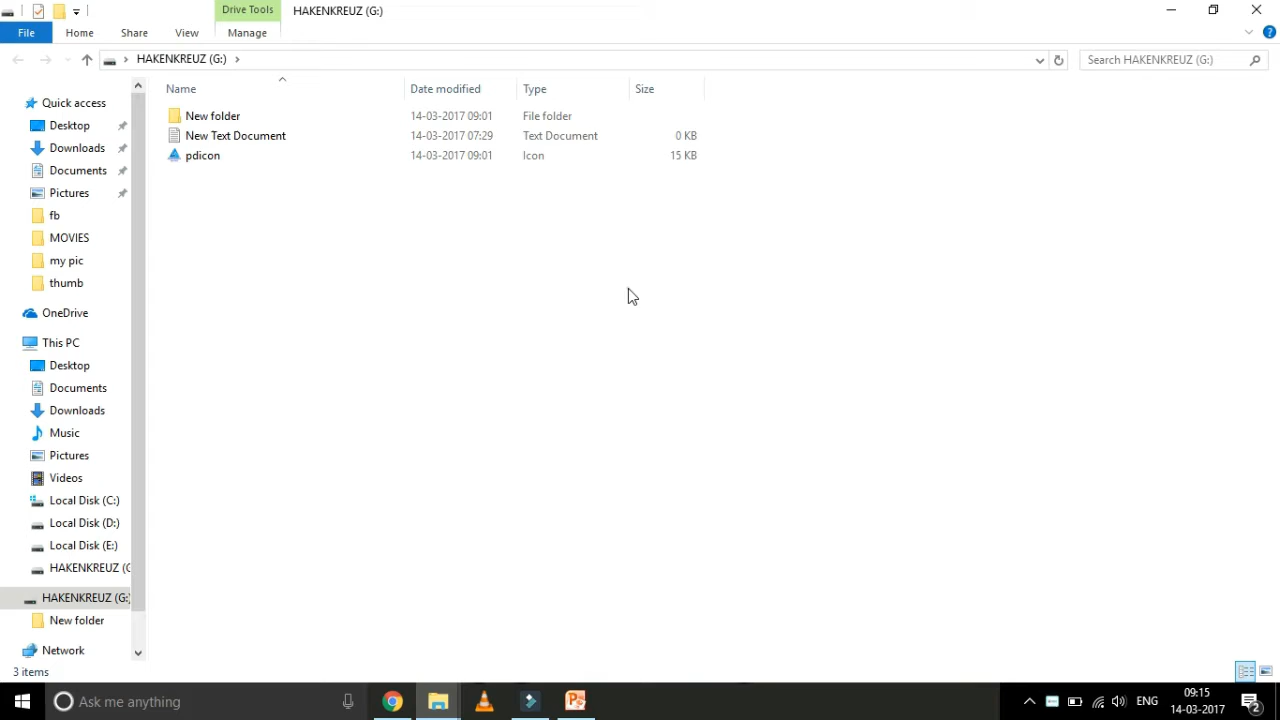 Drive Tools HAKENKREUZ (G:)
File Home Share View Manage
HAKENKREUZ (G:) Search HAKENKREUZ (G:)
Name Date modified Type Size
New folder 14-03-2017 09:01 File folder
New Text Document 14-03-2017 07:29 Text Document 0 KB
pdicon 14-03-2017 09:01 Icon 15 KB
Quick access
Desktop
Downloads
Documents
Pictures
fb
MOVIES
my pic
thumb
OneDrive
This PC
Desktop
Documents
Downloads
Music
Pictures
Videos
Local Disk (C:)
Local Disk (D:)
Local Disk (E:)
HAKENKREUZ (G
HAKENKREUZ (G:)
New folder
Network
3 items
Ask me anything
ENG
09:15
14-03-2017
2